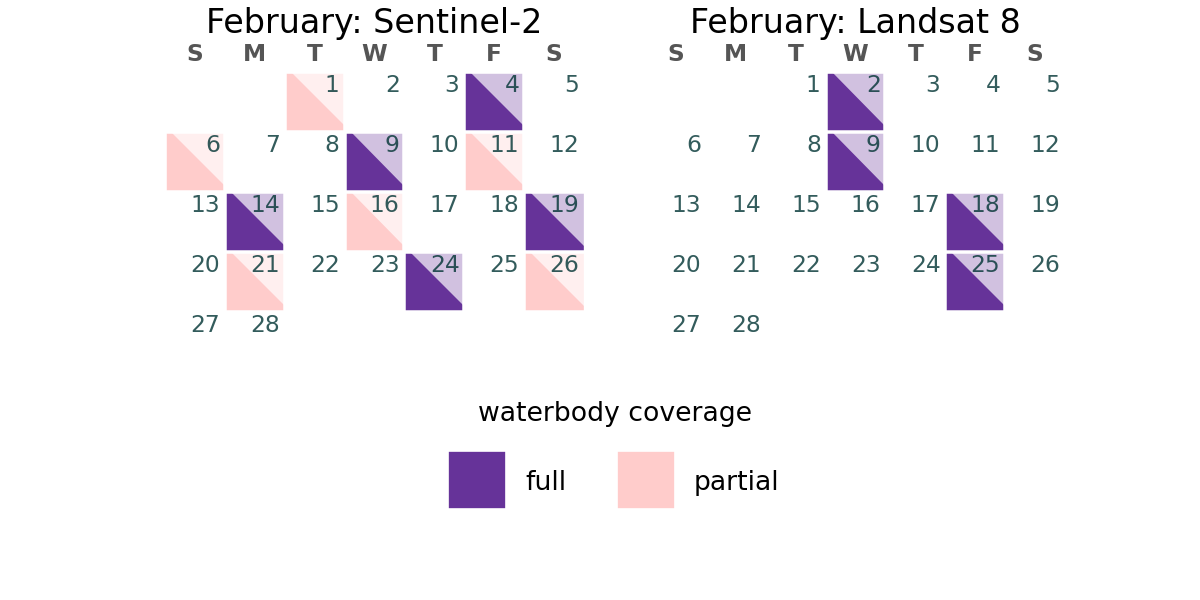 February: Sentinel-2
S M T W T F S
1 2 3 4 5
6 7 8 9 10 11 12
13 14 15 16 17 18 19
20 21 22 23 24 25 26
27 28
February: Landsat 8
S M T W T F S
1 2 3 4 5
6 7 8 9 10 11 12
13 14 15 16 17 18 19
20 21 22 23 24 25 26
27 28
waterbody coverage
full partial